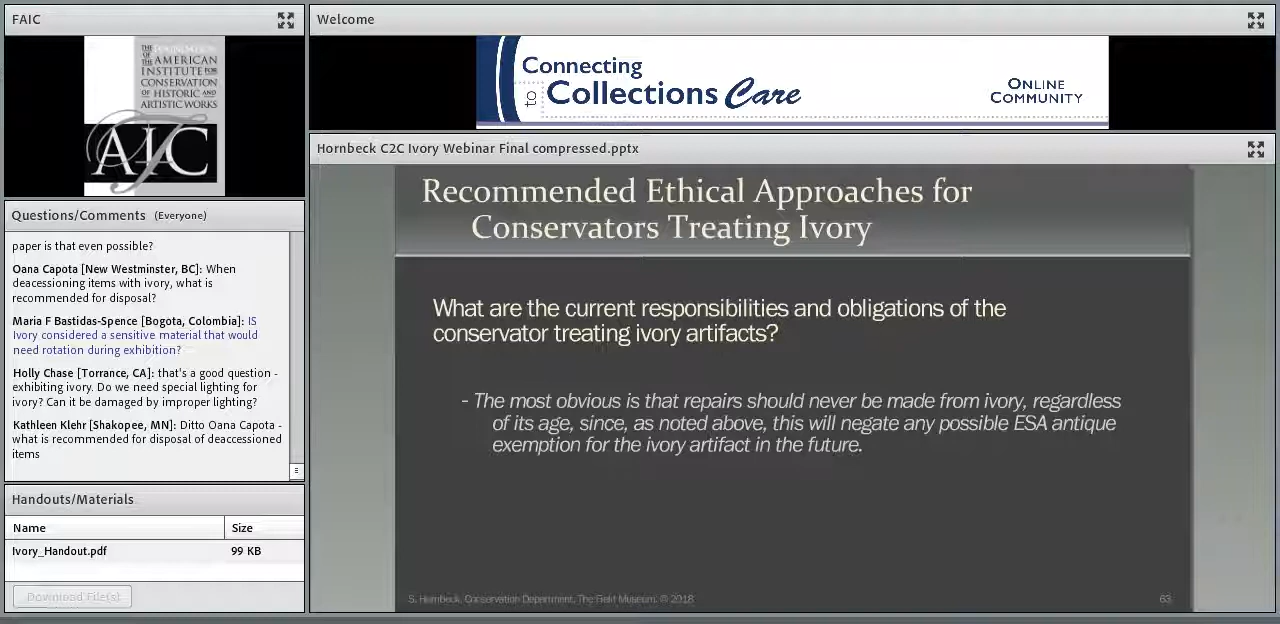 FAIC
THE FOUNDATION
OF THE AMERICAN
INSTITUTE FOR
CONSERVATION
OF HISTORIC AND
ARTISTIC WORKS
AIC
Questions/Comments (Everyone)
paper is that even possible?
Oana Capota [New Westminster, BC]: When
deacessioning items with ivory, what is
recommended for disposal?
Maria F Bastidas-Spence [Bogota, Colombia]: IS
Ivory considered a sensitive material that would
need rotation during exhibition?
Holly Chase [Torrance, CA]: that's a good question -
exhibiting ivory. Do we need special lighting for
ivory? Can it be damaged by improper lighting?
Kathleen Klehr [Shakopee, MN]: Ditto Oana Capota -
what is recommended for disposal of deaccessioned
items
Handouts/Materials
Name Size
Ivory_Handout.pdf 99 KB
Download File(s)
Welcome
Connecting
to Collections Care
ONLINE
COMMUNITY
Hornbeck C2C Ivory Webinar Final compressed.pptx
Recommended Ethical Approaches for
Conservators Treating Ivory
What are the current responsibilities and obligations of the
conservator treating ivory artifacts?
- The most obvious is that repairs should never be made from ivory, regardless
of its age, since, as noted above, this will negate any possible ESA antique
exemption for the ivory artifact in the future.
S. Hornbeck, Conservation Department, The Field Museum. © 2018
63